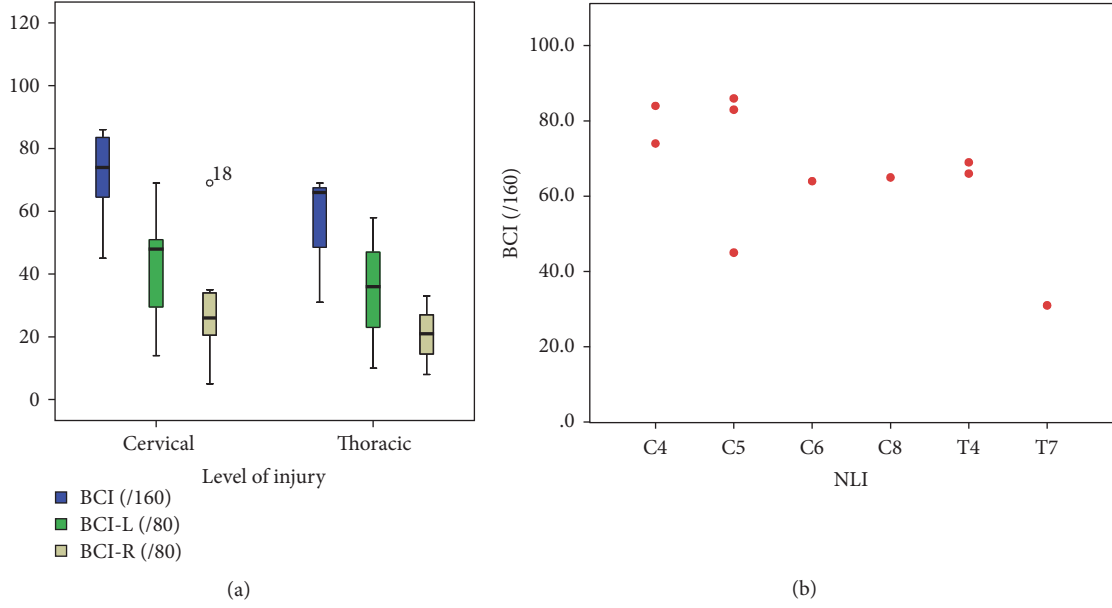 120
100
80
60
40
20
0
18
Cervical Thoracic
Level of injury
BCI (/160)
BCI-L (/80)
BCI-R (/80)
(a)
BCI (/160)
100.0
80.0
60.0
40.0
20.0
.0
C4 C5 C6 C8 T4 T7
NLI
(b)